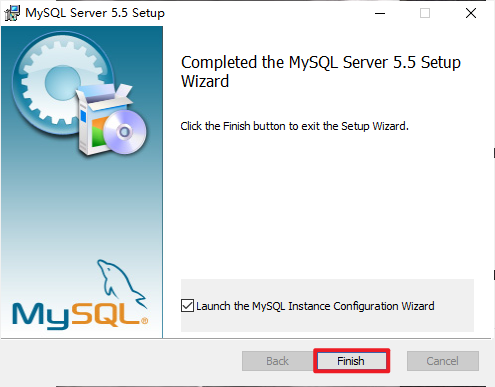 MySQL Server 5.5 Setup
Completed the MySQL Server 5.5 Setup
Wizard
Click the Finish button to exit the Setup Wizard.
MySQL®
Launch the MySQL Instance Configuration Wizard
Back
Finish
Cancel